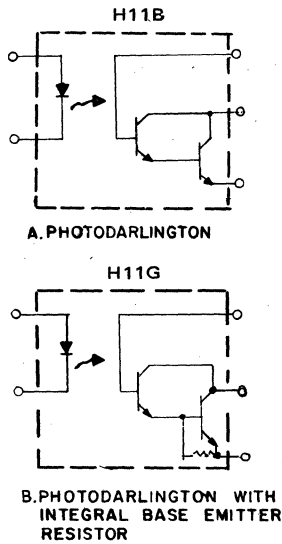 H11B
A. PHOTODARLINGTON
H11G
B. PHOTODARLINGTON WITH
INTEGRAL BASE EMITTER
RESISTOR